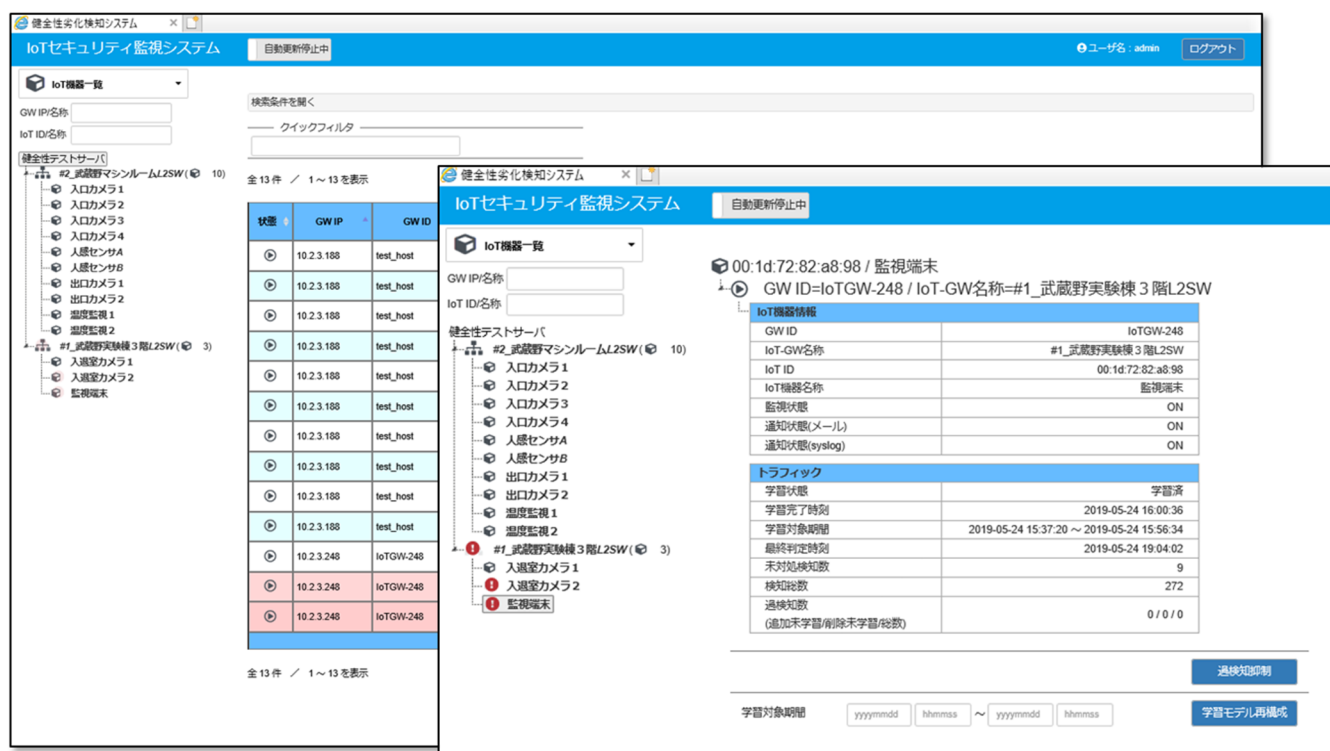 健全性劣化検知システム
IoTセキュリティ監視システム
自動更新停止中
ユーザ名 : admin
ログアウト
IoT機器一覧
GW IP/名称
IoT ID/名称
健全性テストサーバ
#2_武蔵野マシンルームL2SW ( 10)
入口カメラ1
入口カメラ2
入口カメラ3
入口カメラ4
人感センサA
人感センサB
出口カメラ1
出口カメラ2
温度監視1
温度監視2
#1_武蔵野実験棟3階L2SW ( 3)
入退室カメラ1
入退室カメラ2
監視端末
検索条件を開く
クイックフィルタ
全 13 件 / 1 ~ 13 を表示
状態 GW IP GW ID
10.2.3.188 test_host
10.2.3.188 test_host
10.2.3.188 test_host
10.2.3.188 test_host
10.2.3.188 test_host
10.2.3.188 test_host
10.2.3.188 test_host
10.2.3.188 test_host
10.2.3.188 test_host
10.2.3.188 test_host
10.2.3.248 IoTGW-248
10.2.3.248 IoTGW-248
10.2.3.248 IoTGW-248
全 13 件 / 1 ~ 13 を表示
健全性劣化検知システム
IoTセキュリティ監視システム
自動更新停止中
IoT機器一覧
GW IP/名称
IoT ID/名称
健全性テストサーバ
#2_武蔵野マシンルームL2SW ( 10)
入口カメラ1
入口カメラ2
入口カメラ3
入口カメラ4
人感センサA
人感センサB
出口カメラ1
出口カメラ2
温度監視1
温度監視2
#1_武蔵野実験棟3階L2SW ( 3)
入退室カメラ1
入退室カメラ2
監視端末
00:1d:72:82:a8:98 / 監視端末
GW ID=IoTGW-248 / IoT-GW名称=#1_武蔵野実験棟3階L2SW
IoT機器情報
GW ID IoTGW-248
IoT-GW名称 #1_武蔵野実験棟3階L2SW
IoT ID 00:1d:72:82:a8:98
IoT機器名称 監視端末
監視状態 ON
通知状態(メール) ON
通知状態(syslog) ON
トラフィック
学習状態 学習済
学習完了時刻 2019-05-24 16:00:36
学習対象期間 2019-05-24 15:37:20 ~ 2019-05-24 15:56:34
最終判定時刻 2019-05-24 19:04:02
未対処検知数 9
検知総数 272
過検知数
(追加未学習/削除未学習/総数) 0 / 0 / 0
過検知抑制
学習対象期間 yyyymmdd hhmmss ~ yyyymmdd hhmmss 学習モデル再構成